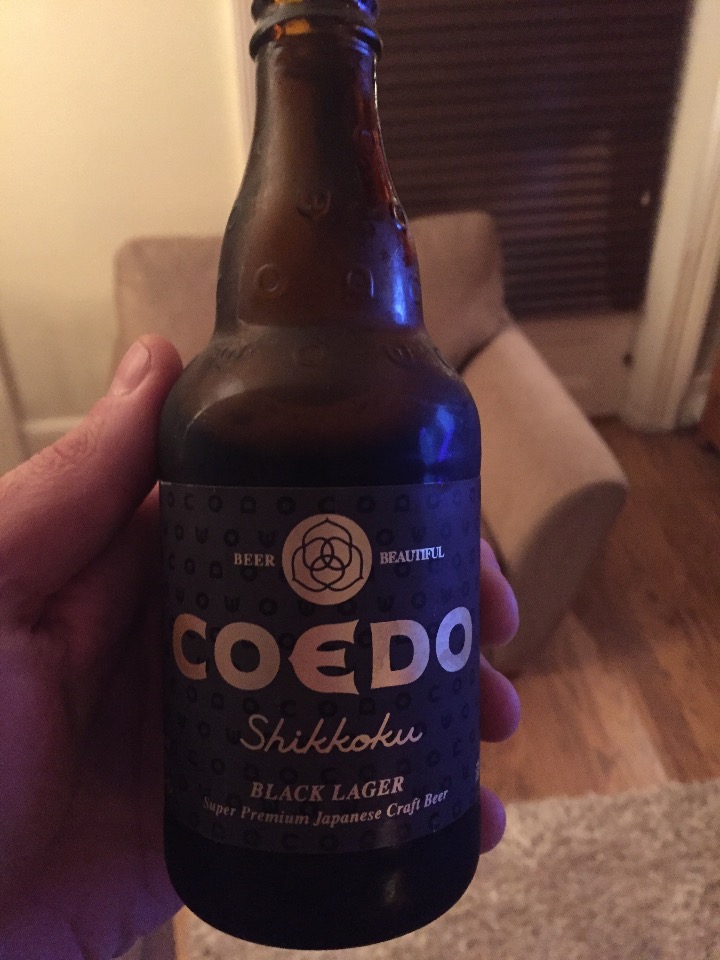 BEER BEAUTIFUL
COEDO
Shikkoku
BLACK LAGER
Super Premium Japanese Craft Beer